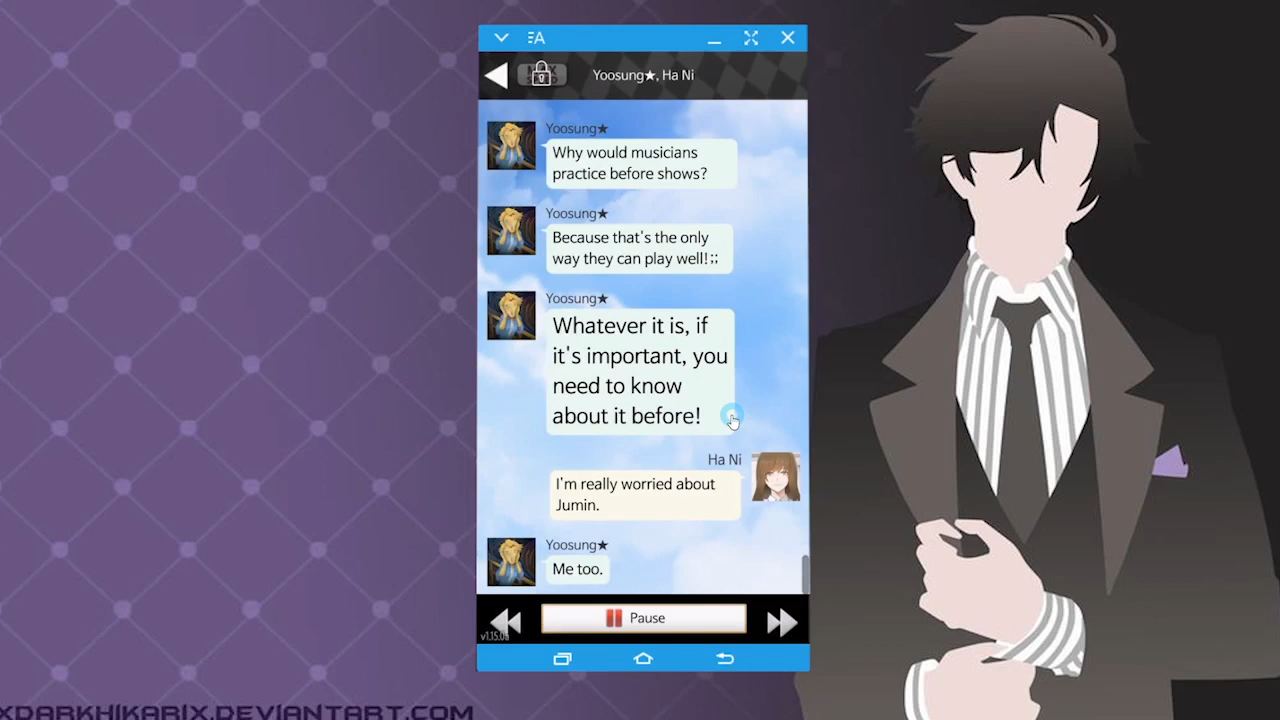 ΞA
Yoosung★, Ha Ni
Yoosung★
Why would musicians
practice before shows?
Yoosung★
Because that's the only
way they can play well!;;
Yoosung★
Whatever it is, if
it's important, you
need to know
about it before!
Ha Ni
I'm really worried about
Jumin.
Yoosung★
Me too.
Pause
XDARKHIKARIX.DEVIANTART.COM